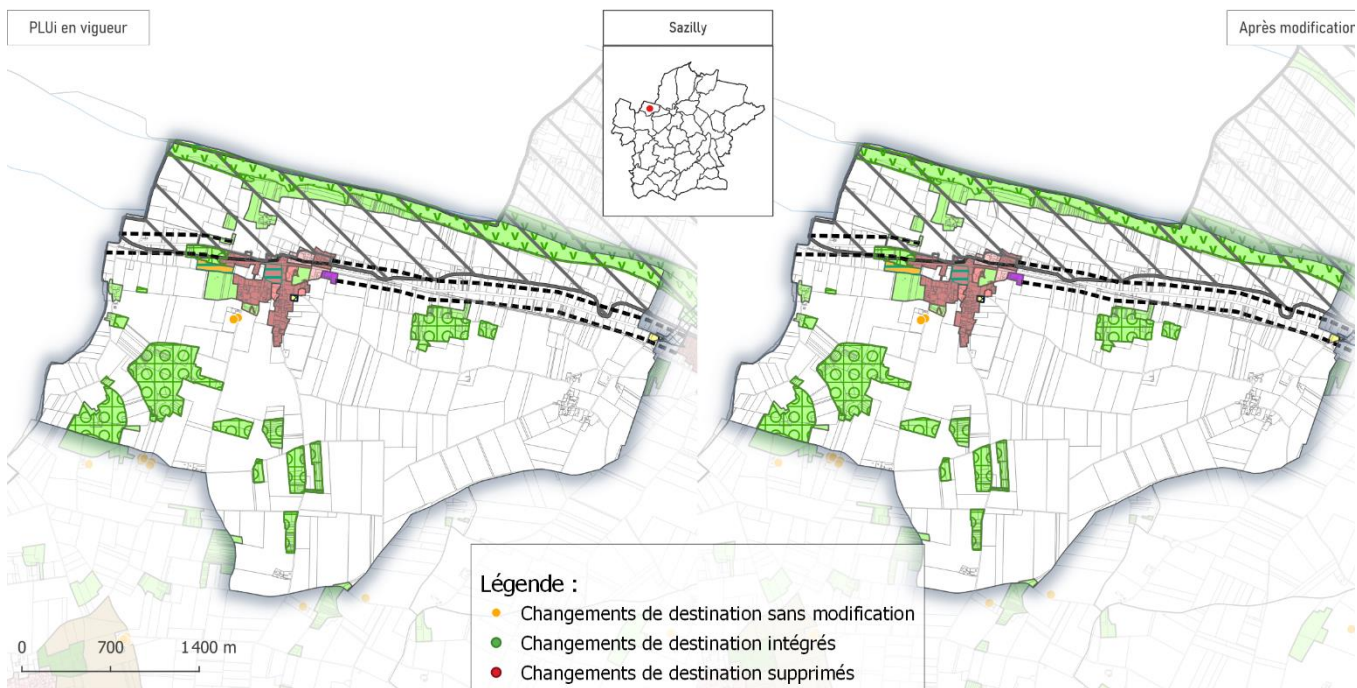 PLUi en vigueur
Sazilly
Après modification
Légende :
Changements de destination sans modification
Changements de destination intégrés
Changements de destination supprimés
0 700 1400 m